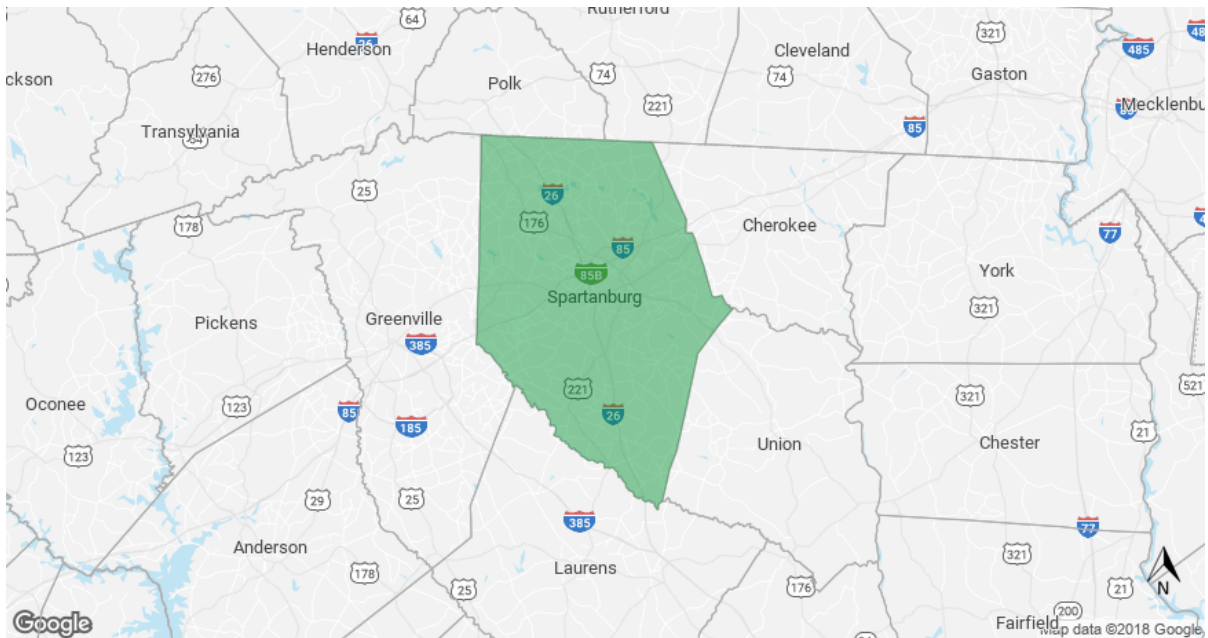 Rutherford
64
26
Henderson
Cleveland
321
485
48
ckson
276
Polk
74
74
Gaston
221
85
Mecklenbu
Transylvania
64
85
25
26
178
176
Cherokee
77
85
85B
York
Spartanburg
321
Pickens
Greenville
385
221
521
Oconee
123
85
185
26
321
21
123
Union
Chester
29
25
385
77
Anderson
321
178
Laurens
25
176
21
N
200
Fairfield
Google
Map data ©2018 Google